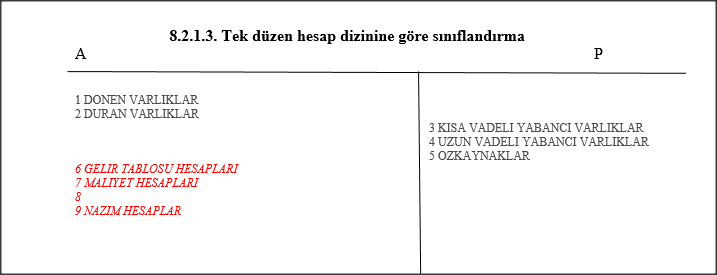 8.2.1.3. Tek düzen hesap dizinine göre sınıflandırma
A P
1 DONEN VARLIKLAR
2 DURAN VARLIKLAR
3 KISA VADELI YABANCI VARLIKLAR
4 UZUN VADELI YABANCI VARLIKLAR
5 OZKAYNAKLAR
6 GELIR TABLOSU HESAPLARI
7 MALIYET HESAPLARI
8
9 NAZIM HESAPLAR